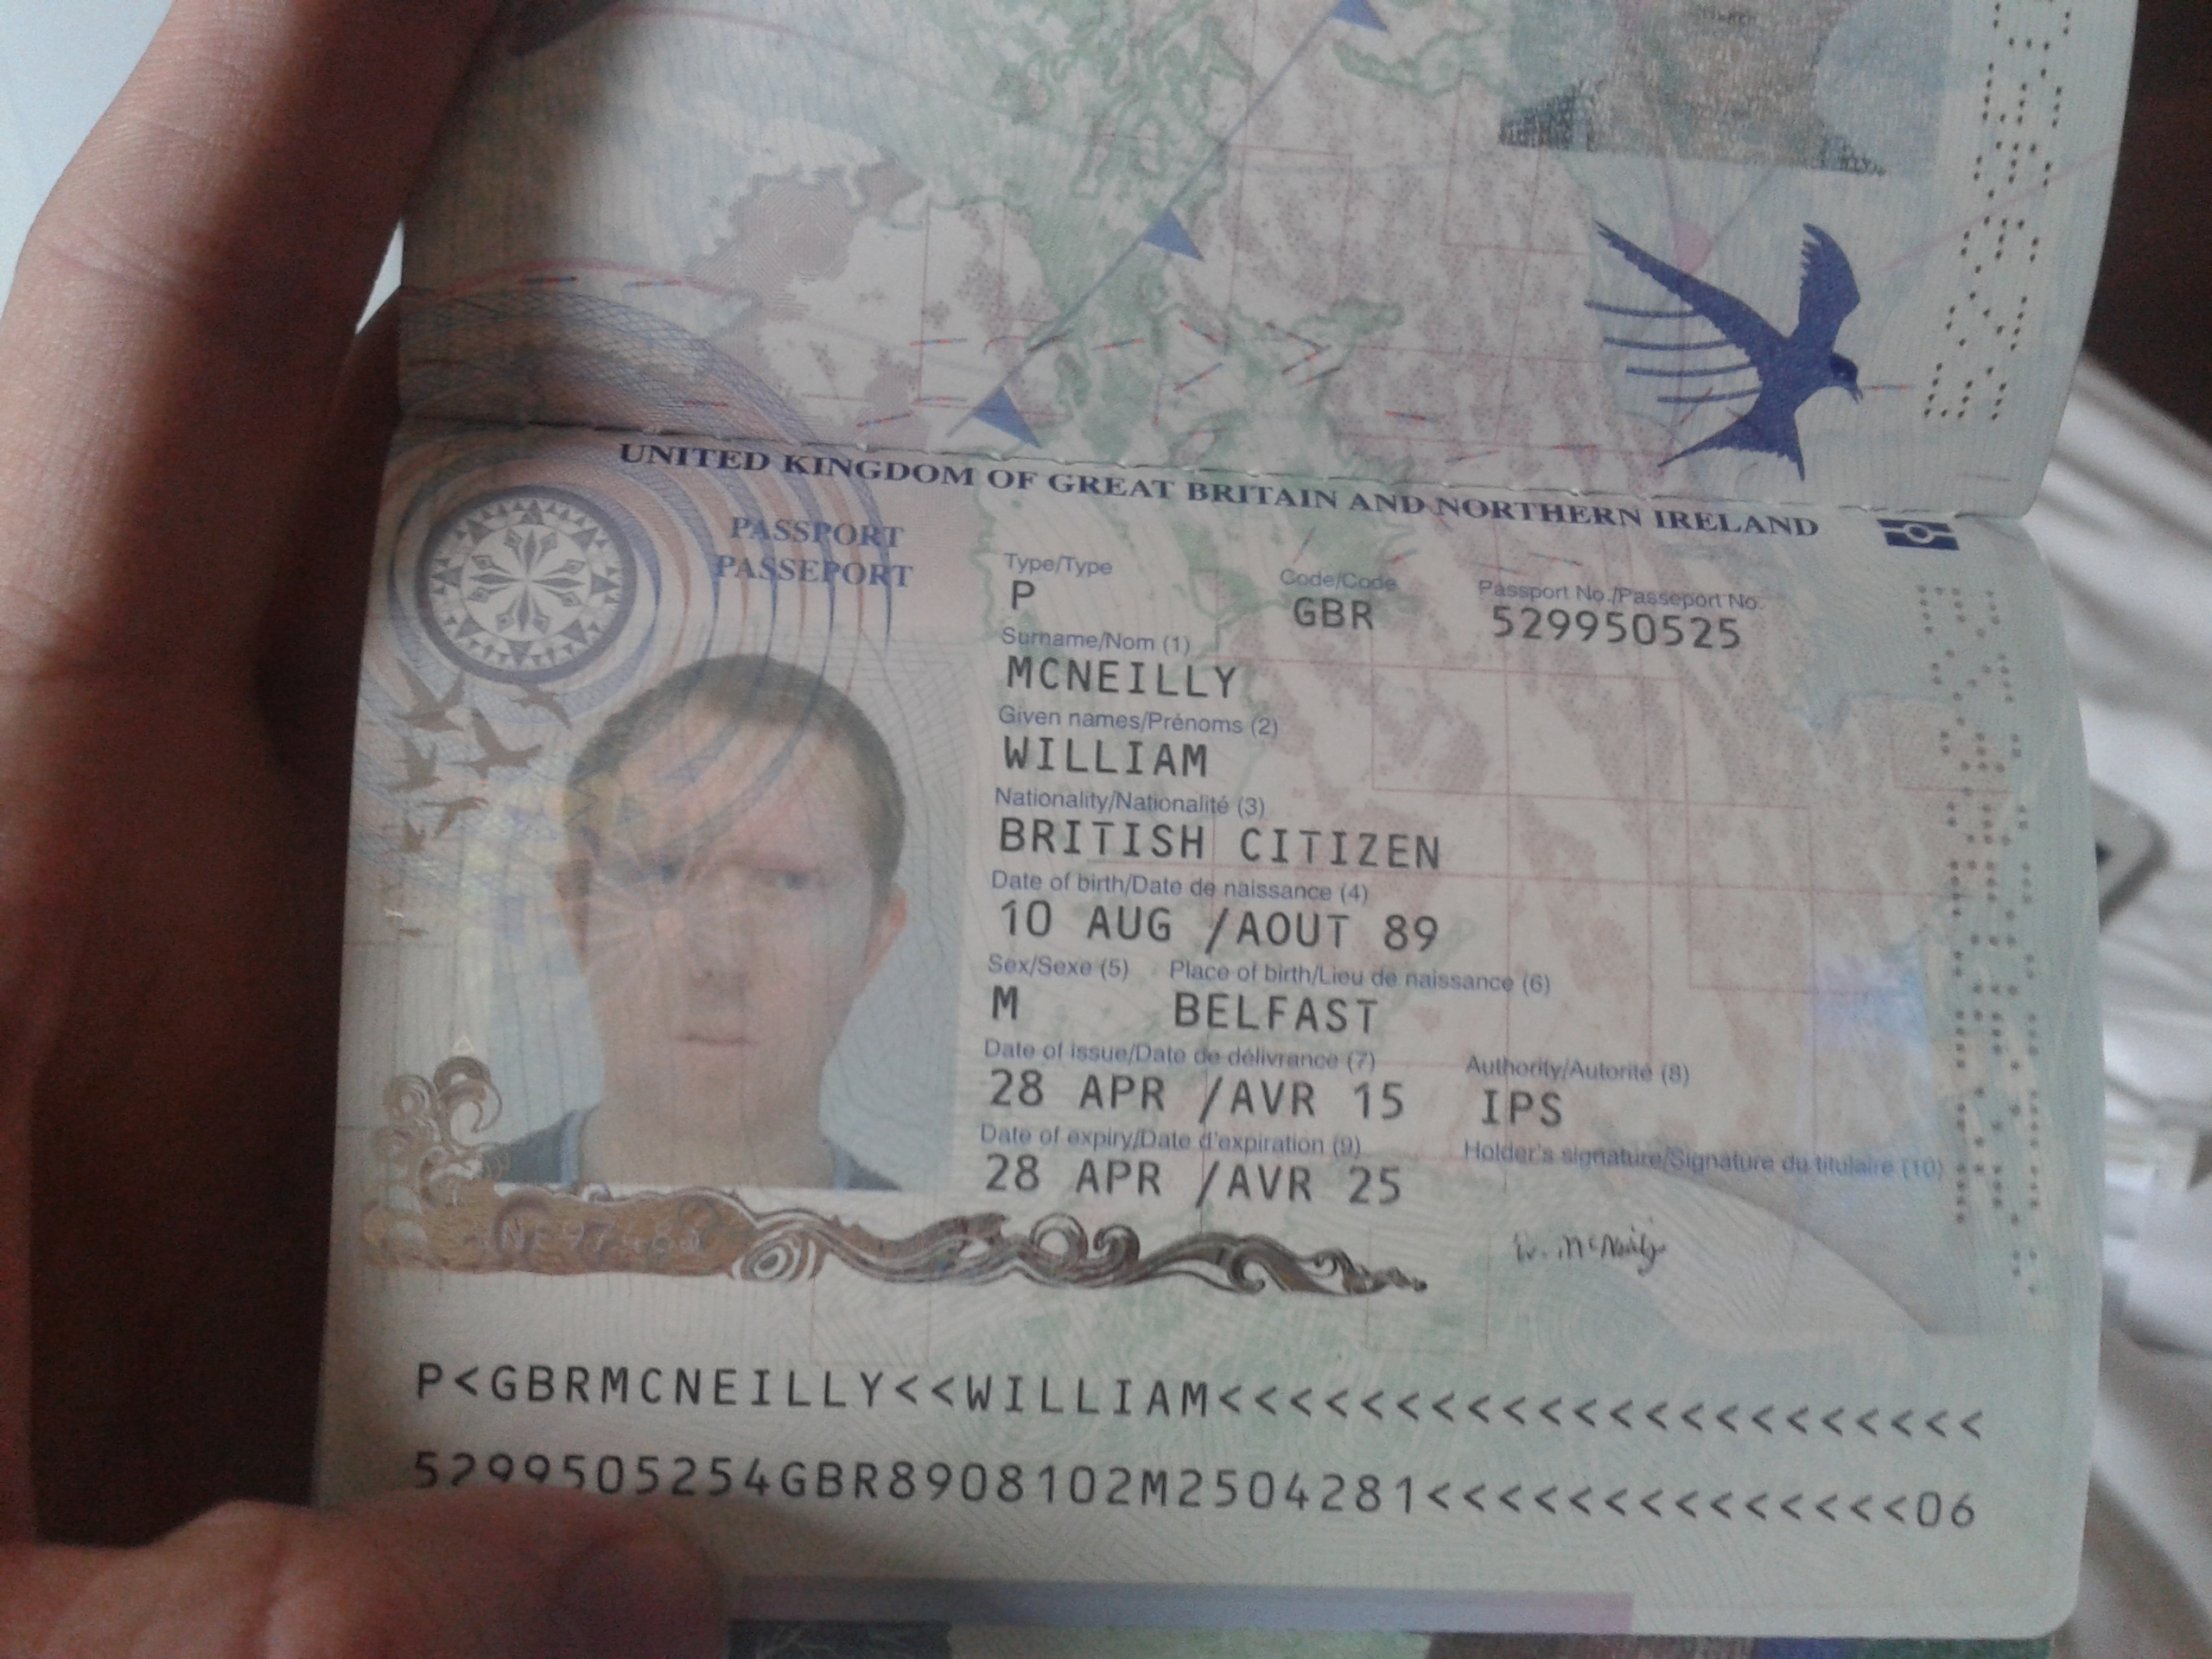 UNITED KINGDOM OF GREAT BRITAIN AND NORTHERN IRELAND
PASSPORT
PASSEPORT
Type/Type Code/Code Passport No./Passeport No.
P GBR 529950525
Surname/Nom (1)
MCNEILLY
Given names/Prénoms (2)
WILLIAM
Nationality/Nationalité (3)
BRITISH CITIZEN
Date of birth/Date de naissance (4)
10 AUG /AOUT 89
Sex/Sexe (5) Place of birth/Lieu de naissance (6)
M BELFAST
Date of issue/Date de délivrance (7) Authority/Autorité (8)
28 APR /AVR 15 IPS
Date of expiry/Date d'expiration (9) Holder's signature/Signature du titulaire (10)
28 APR /AVR 25
W. McNeilly
P<GBRMCNEILLY<<WILLIAM<<<<<<<<<<<<<<<<<<<<<<
5299505254GBR8908102M2504281<<<<<<<<<<<<<<06